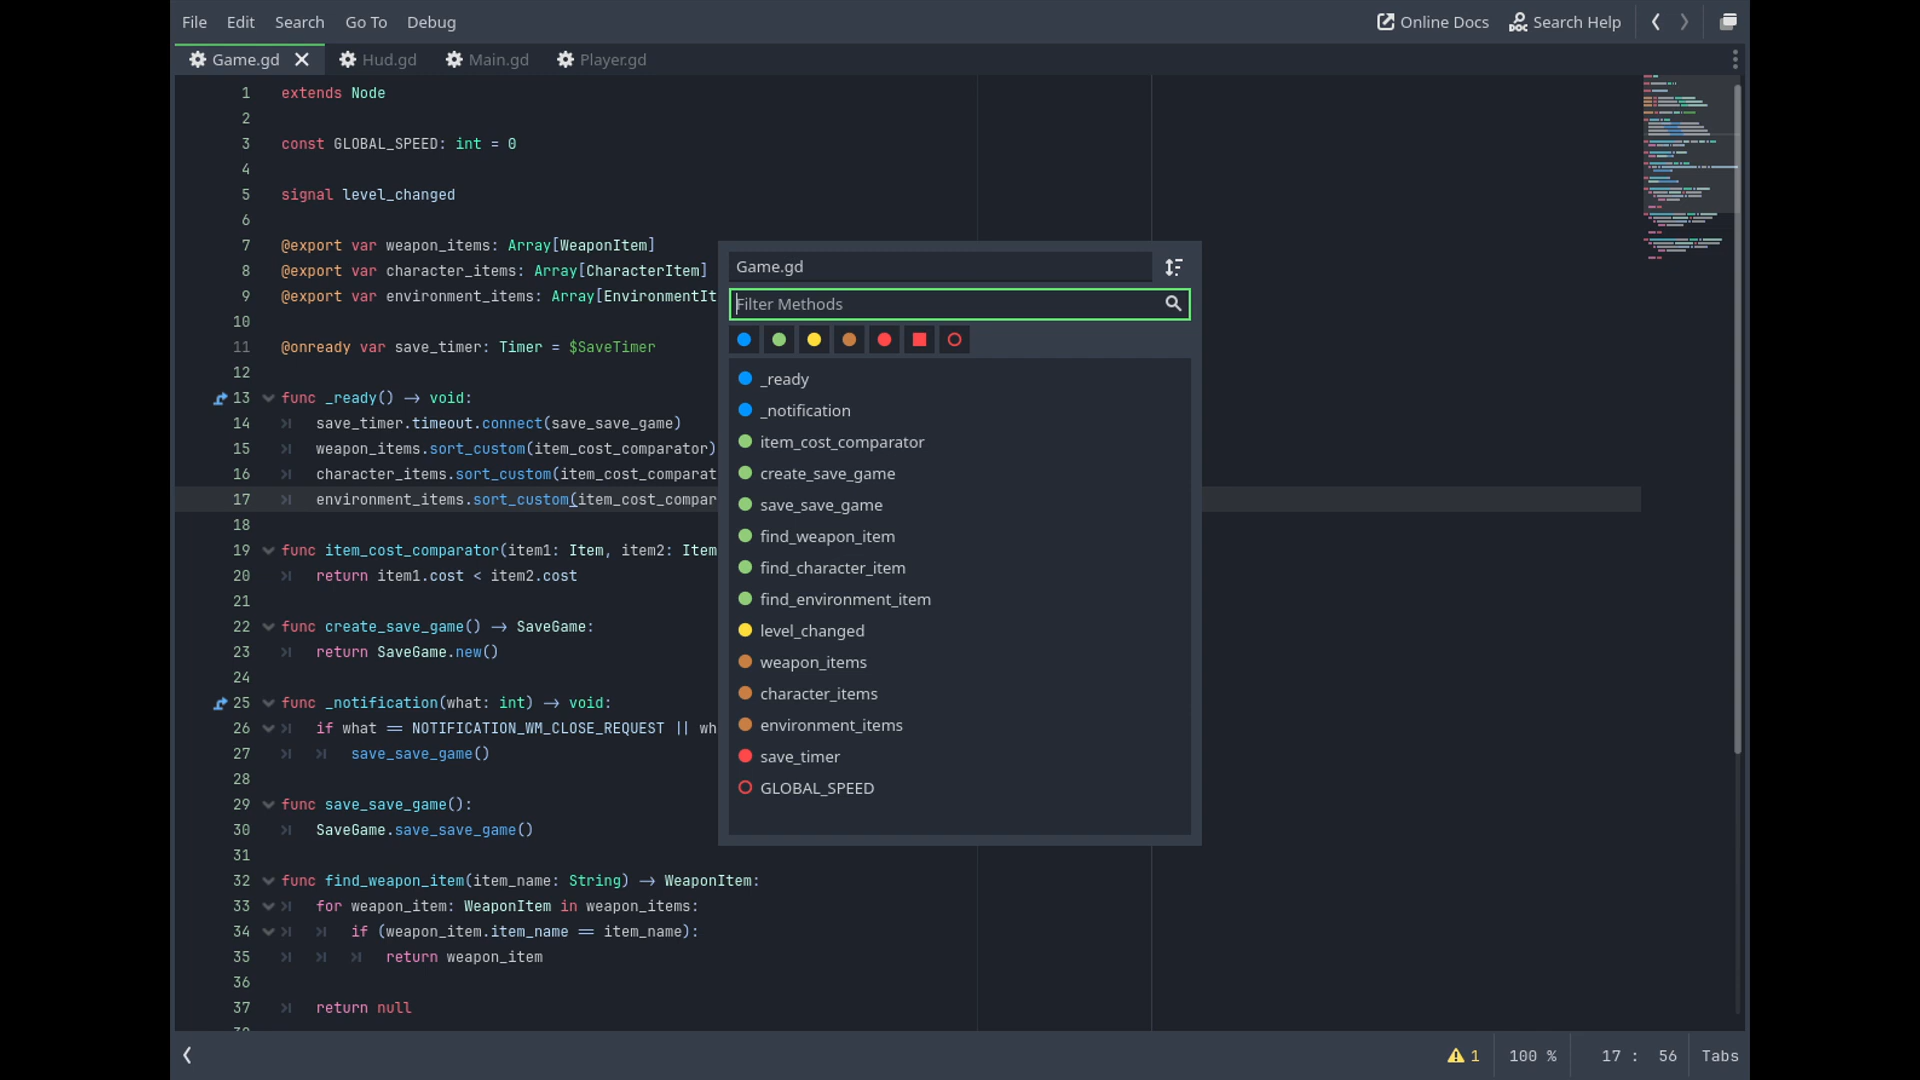 File Edit Search Go To Debug Online Docs Search Help
Game.gd Hud.gd Main.gd Player.gd
1 extends Node
2
3 const GLOBAL_SPEED: int = 0
4
5 signal level_changed
6
7 @export var weapon_items: Array[WeaponItem]
8 @export var character_items: Array[CharacterItem]
9 @export var environment_items: Array[EnvironmentIt
10
11 @onready var save_timer: Timer = $SaveTimer
12
13 func _ready() -> void:
14 save_timer.timeout.connect(save_save_game)
15 weapon_items.sort_custom(item_cost_comparator)
16 character_items.sort_custom(item_cost_comparat
17 environment_items.sort_custom(item_cost_compar
18
19 func item_cost_comparator(item1: Item, item2: Item
20 return item1.cost < item2.cost
21
22 func create_save_game() -> SaveGame:
23 return SaveGame.new()
24
25 func _notification(what: int) -> void:
26 if what == NOTIFICATION_WM_CLOSE_REQUEST || wh
27 save_save_game()
28
29 func save_save_game():
30 SaveGame.save_save_game()
31
32 func find_weapon_item(item_name: String) -> WeaponItem:
33 for weapon_item: WeaponItem in weapon_items:
34 if (weapon_item.item_name == item_name):
35 return weapon_item
36
37 return null
Game.gd
Filter Methods
_ready
_notification
item_cost_comparator
create_save_game
save_save_game
find_weapon_item
find_character_item
find_environment_item
level_changed
weapon_items
character_items
environment_items
save_timer
GLOBAL_SPEED
1 100 % 17 : 56 Tabs